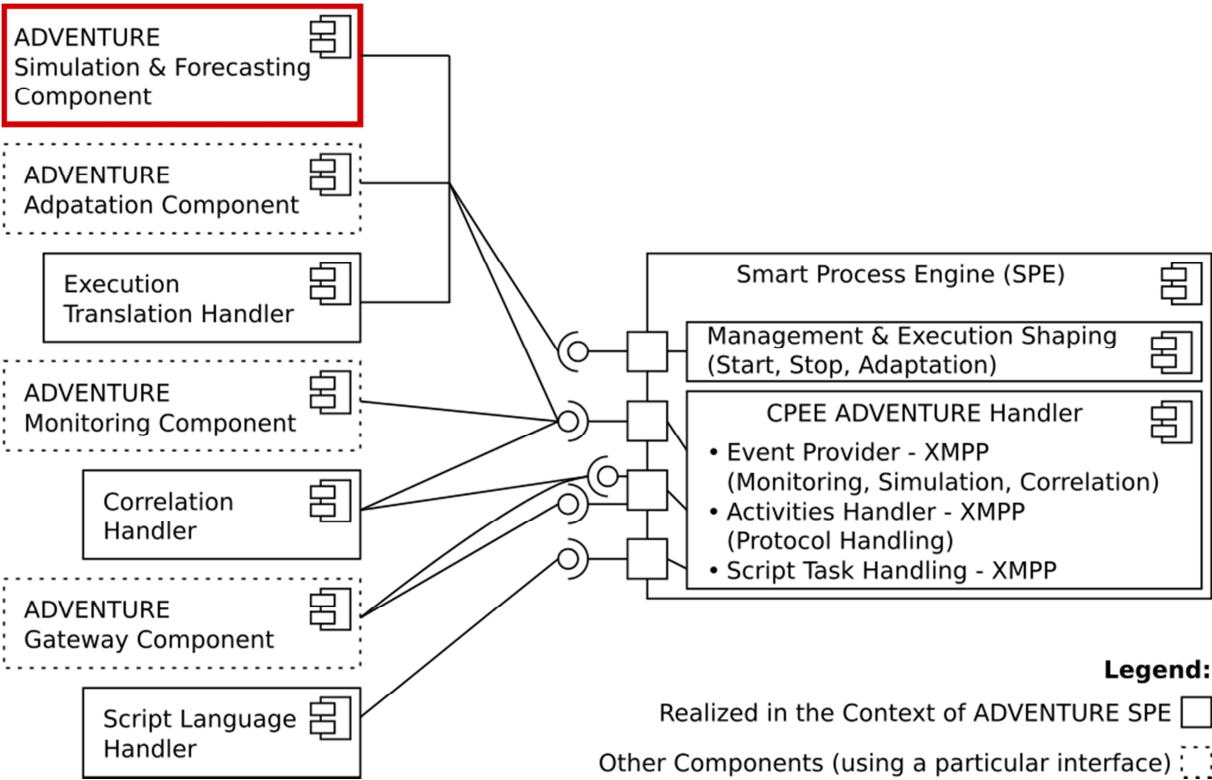 ADVENTURE
Simulation & Forecasting
Component
ADVENTURE
Adpatation Component
Execution
Translation Handler
ADVENTURE
Monitoring Component
Correlation
Handler
ADVENTURE
Gateway Component
Script Language
Handler
Smart Process Engine (SPE)
Management & Execution Shaping
(Start, Stop, Adaptation)
CPEE ADVENTURE Handler
• Event Provider - XMPP
(Monitoring, Simulation, Correlation)
• Activities Handler - XMPP
(Protocol Handling)
• Script Task Handling - XMPP
Legend:
Realized in the Context of ADVENTURE SPE
Other Components (using a particular interface)